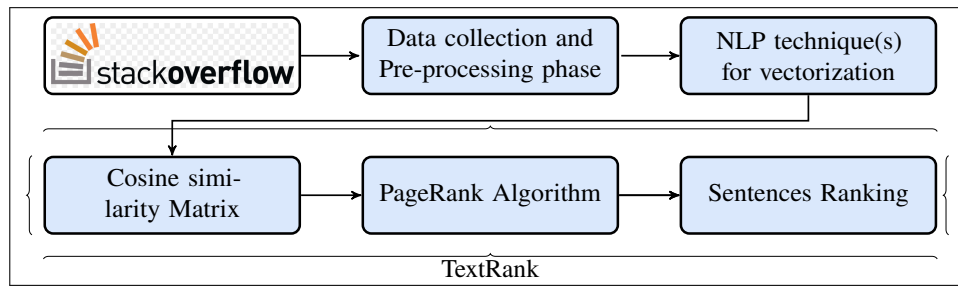 stackoverflow
Data collection and
Pre-processing phase
NLP technique(s)
for vectorization
Cosine simi-
larity Matrix
PageRank Algorithm
Sentences Ranking
TextRank